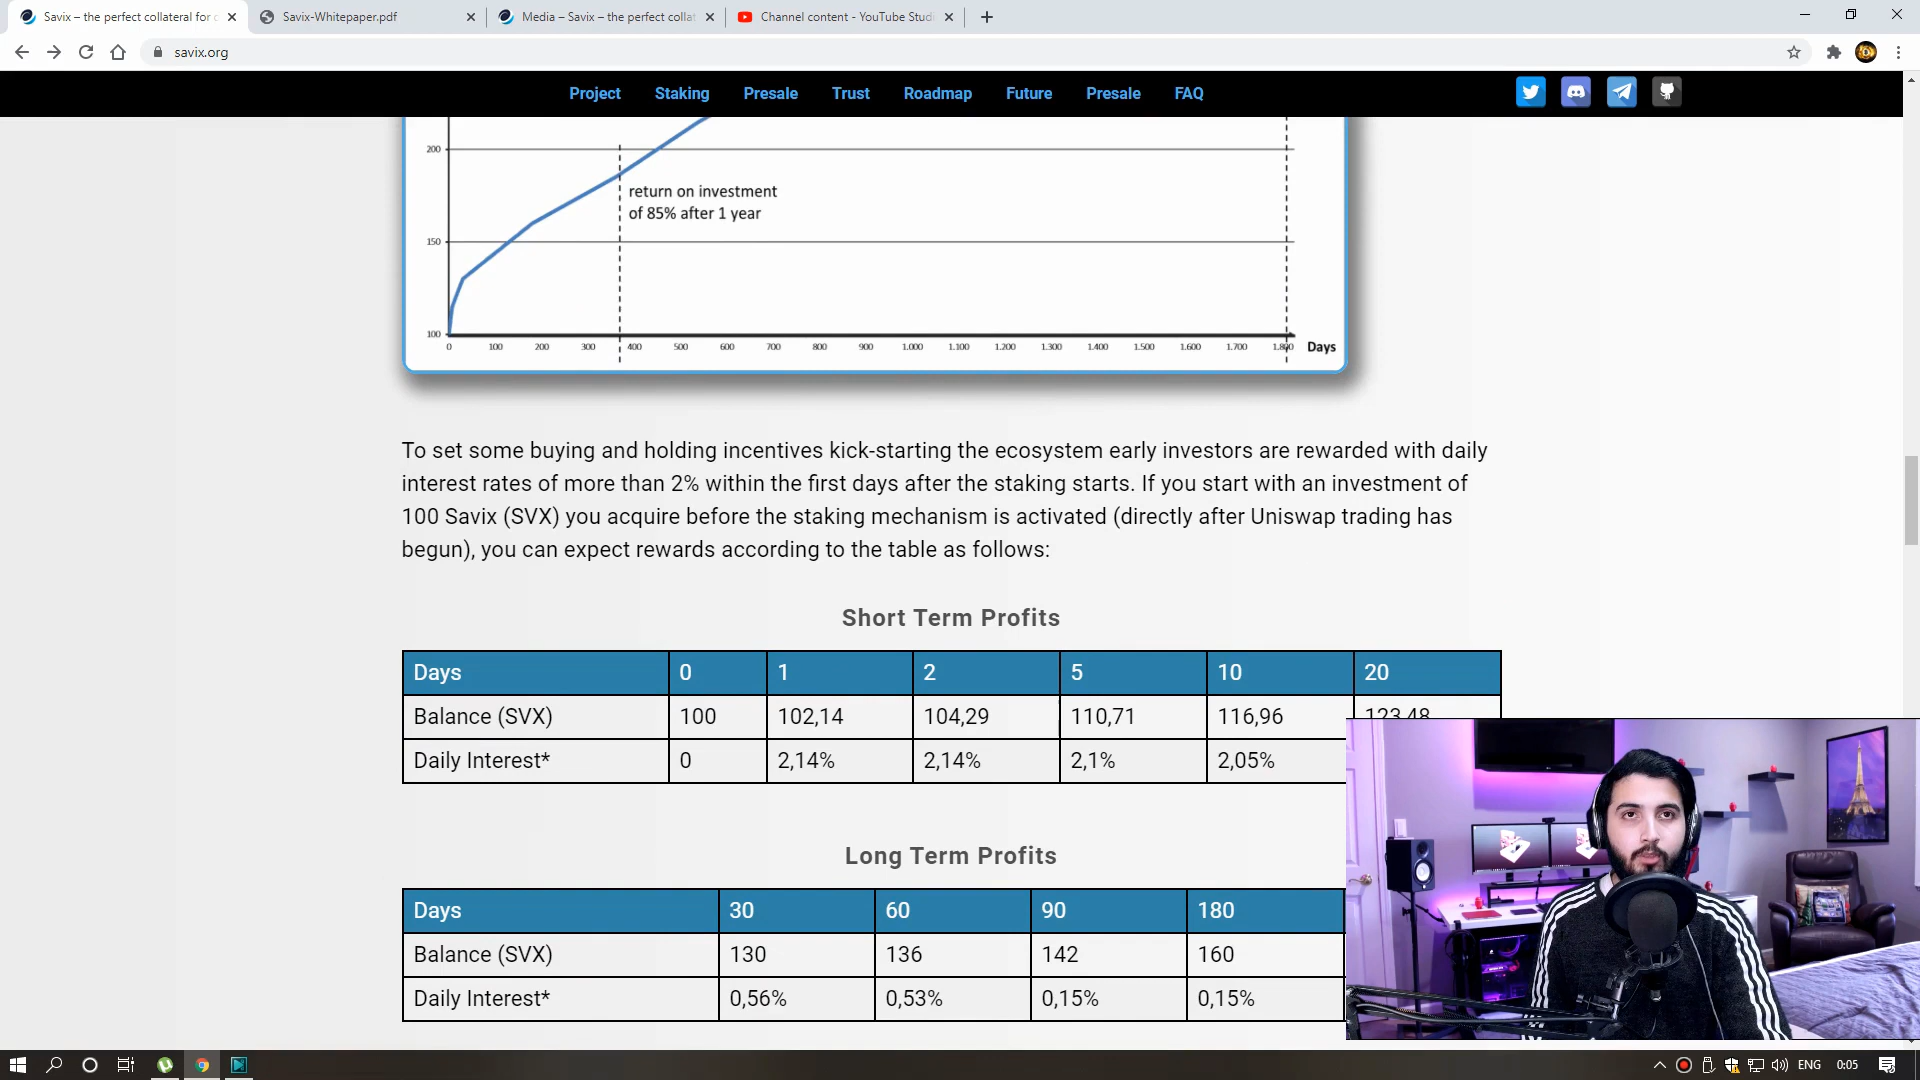 Savix – the perfect collateral for c
Savix-Whitepaper.pdf
Media – Savix – the perfect collat
Channel content - YouTube Studi
savix.org
Project Staking Presale Trust Roadmap Future Presale FAQ
200
return on investment
of 85% after 1 year
150
100
0 100 200 300 400 500 600 700 800 900 1.000 1.100 1.200 1.300 1.400 1.500 1.600 1.700 1.800 Days
To set some buying and holding incentives kick-starting the ecosystem early investors are rewarded with daily
interest rates of more than 2% within the first days after the staking starts. If you start with an investment of
100 Savix (SVX) you acquire before the staking mechanism is activated (directly after Uniswap trading has
begun), you can expect rewards according to the table as follows:
Short Term Profits
Days 0 1 2 5 10 20
Balance (SVX) 100 102,14 104,29 110,71 116,96 123,48
Daily Interest* 0 2,14% 2,14% 2,1% 2,05%
Long Term Profits
Days 30 60 90 180
Balance (SVX) 130 136 142 160
Daily Interest* 0,56% 0,53% 0,15% 0,15%
ENG 0:05